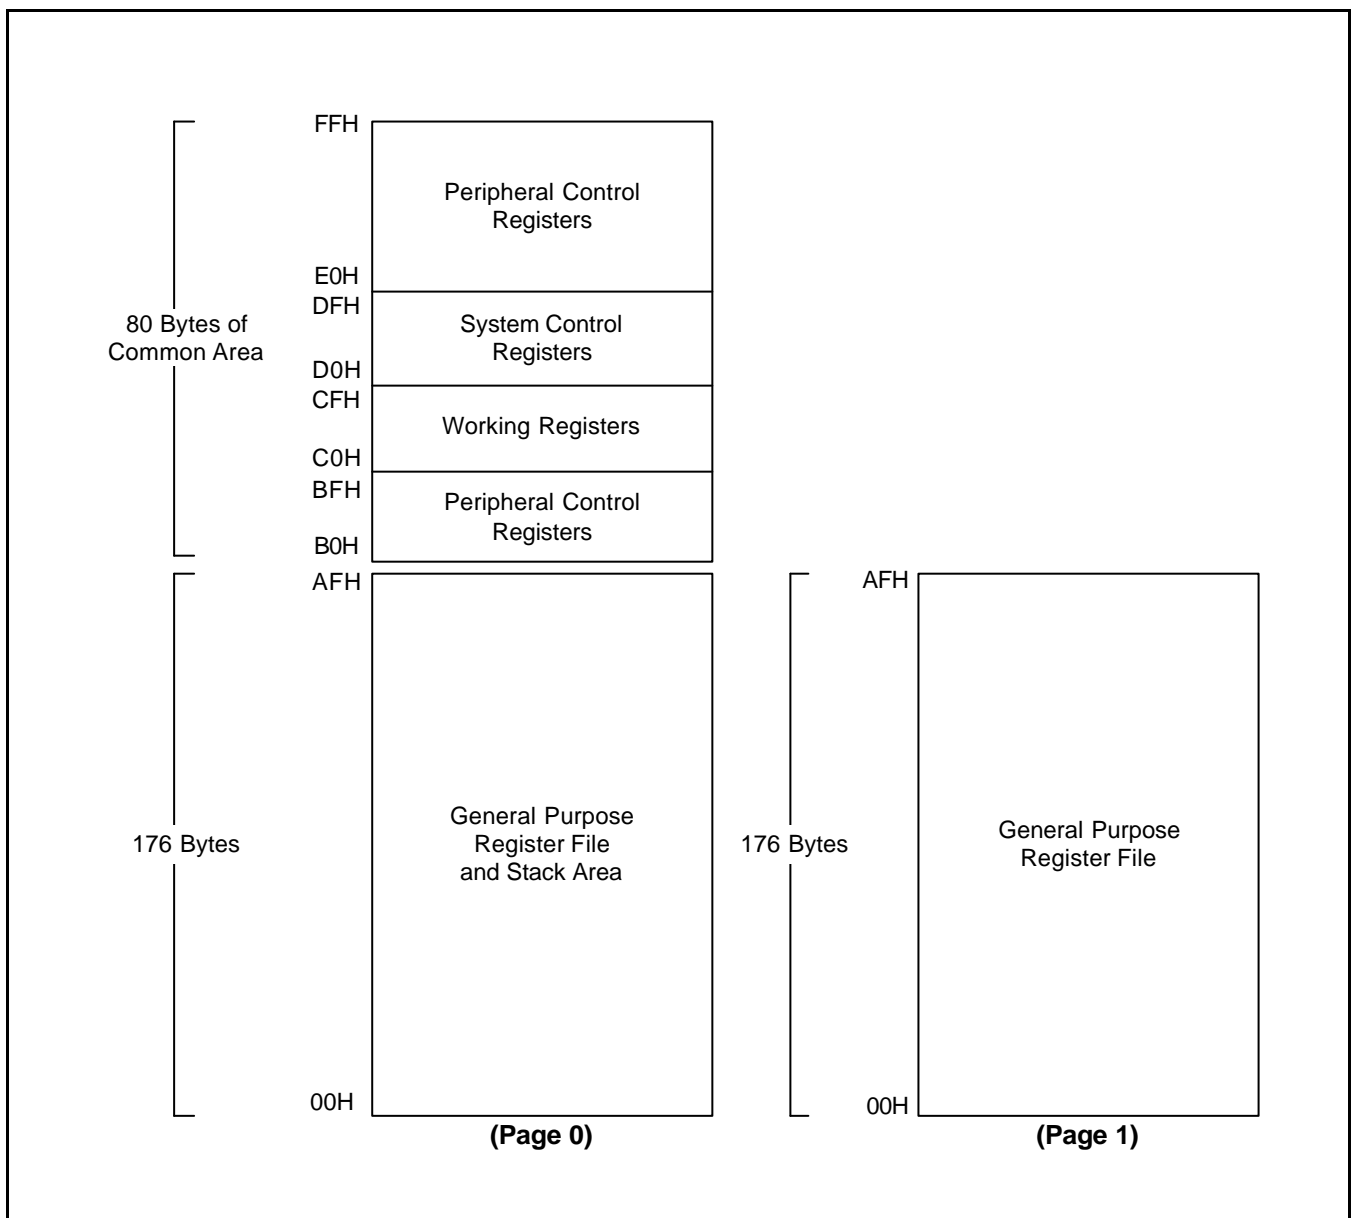 FFH
Peripheral Control
Registers
E0H
DFH
80 Bytes of
Common Area
System Control
Registers
D0H
CFH
Working Registers
C0H
BFH
Peripheral Control
Registers
B0H
AFH
176 Bytes
General Purpose
Register File
and Stack Area
00H
(Page 0)
AFH
176 Bytes
General Purpose
Register File
00H
(Page 1)